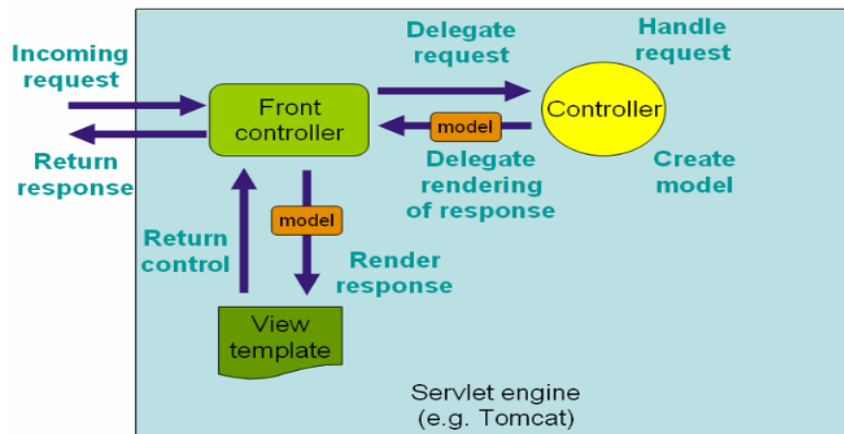 Incoming
request
Return
response
Delegate
request
Handle
request
Front
controller
Controller
model
Delegate
rendering
of response
Create
model
model
Return
control
Render
response
View
template
Servlet engine
(e.g. Tomcat)